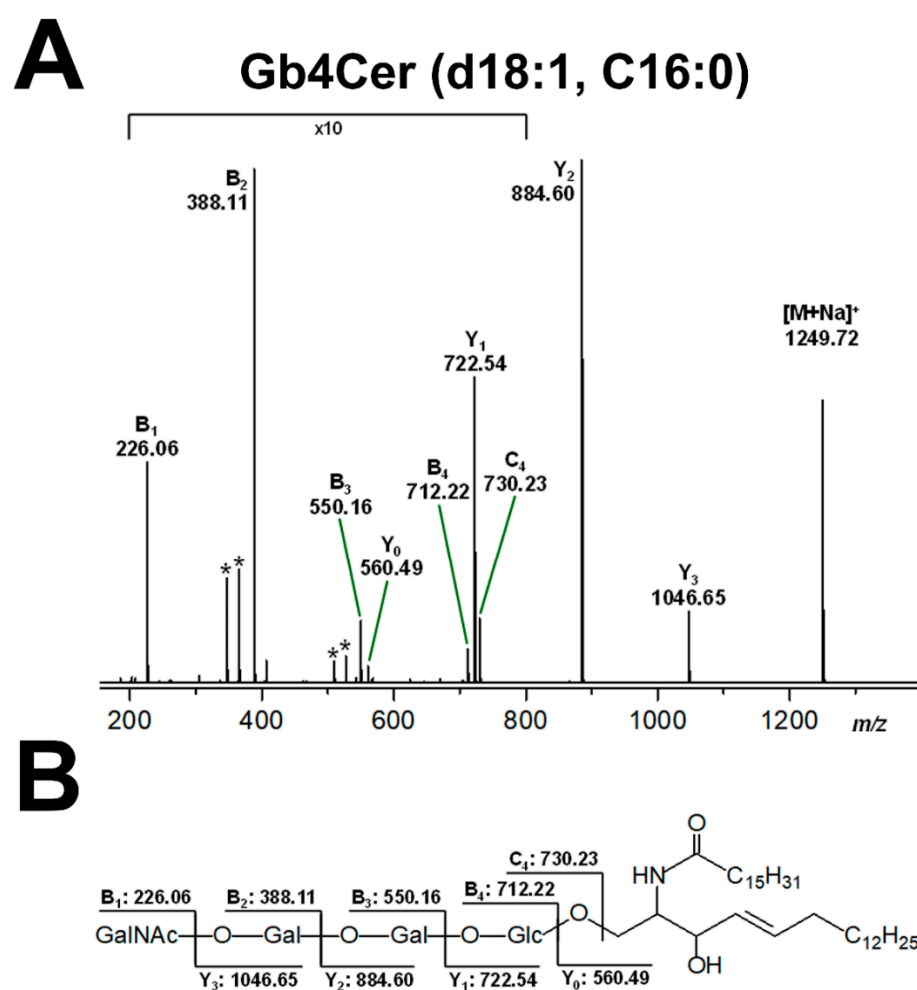 A
Gb4Cer (d18:1, C16:0)
x10
B₂
388.11
Y₂
884.60
[M+Na]⁺
1249.72
Y₁
722.54
B₁
226.06
B₃
550.16
B₄
712.22
C₄
730.23
Y₀
560.49
Y₃
1046.65
* *
* *
200 400 600 800 1000 1200 m/z
B
O
C₄: 730.23
HN
C₁₅H₃₁
B₁: 226.06 B₂: 388.11 B₃: 550.16 B₄: 712.22
O
GalNAc O Gal O Gal O Glc
C₁₂H₂₅
OH
Y₃: 1046.65 Y₂: 884.60 Y₁: 722.54 Y₀: 560.49